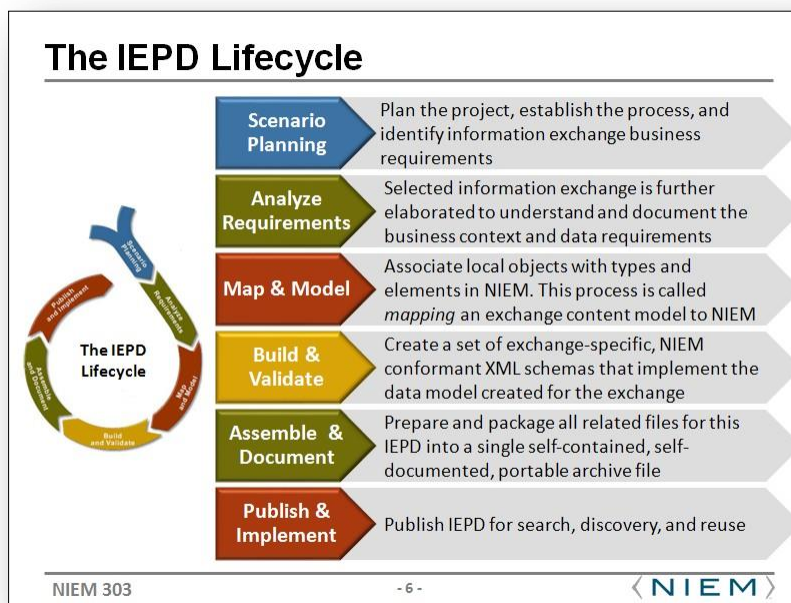 The IEPD Lifecycle
Scenario
Planning
Plan the project, establish the process, and
identify information exchange business
requirements
Analyze
Requirements
Selected information exchange is further
elaborated to understand and document the
business context and data requirements
Map & Model
Associate local objects with types and
elements in NIEM. This process is called
mapping an exchange content model to NIEM
Build &
Validate
Create a set of exchange-specific, NIEM
conformant XML schemas that implement the
data model created for the exchange
Assemble &
Document
Prepare and package all related files for this
IEPD into a single self-contained, self-
documented, portable archive file
Publish &
Implement
Publish IEPD for search, discovery, and reuse
Scenario
Planning
Analyze
Requirements
Map
and Model
Build
and Validate
Assemble
and Document
Publish
and Implement
The IEPD
Lifecycle
NIEM 303
- 6 -
NIEM